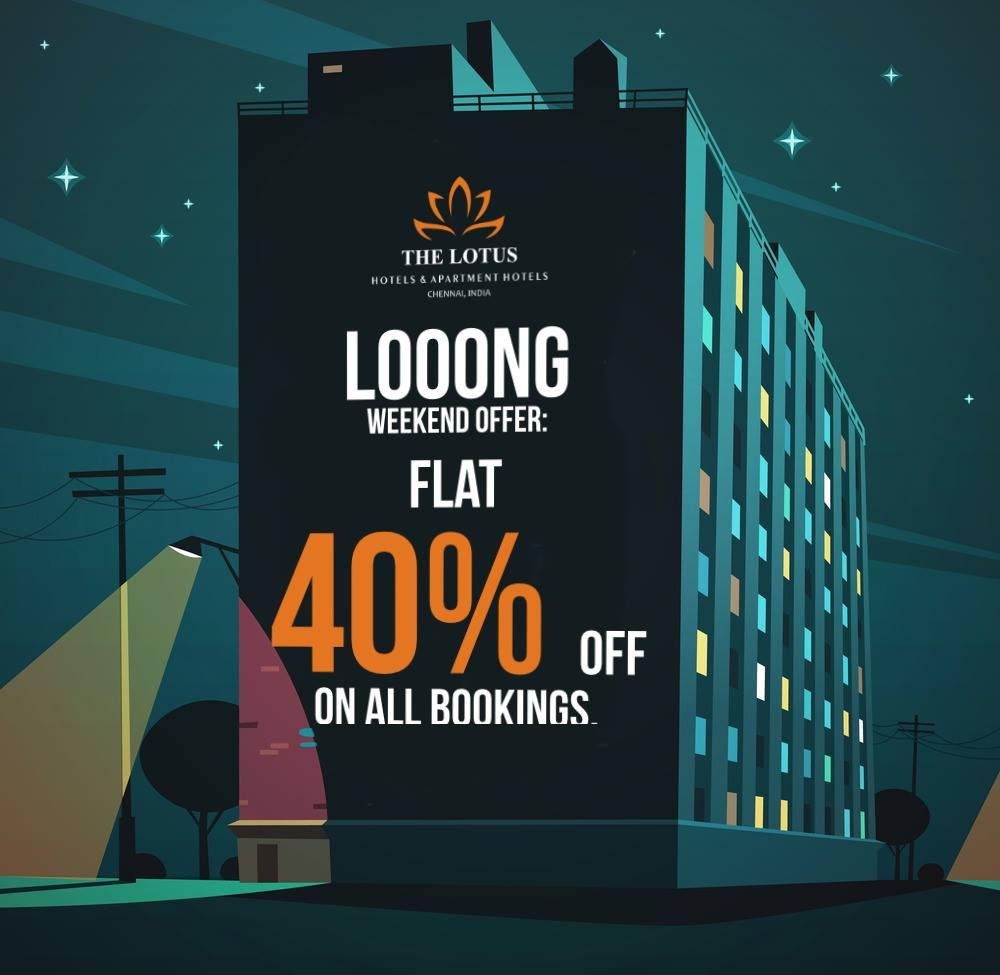 THE LOTUS
HOTELS & APARTMENT HOTELS
CHENNAI, INDIA
LOOONG
WEEKEND OFFER:
FLAT
40% OFF
ON ALL BOOKINGS.